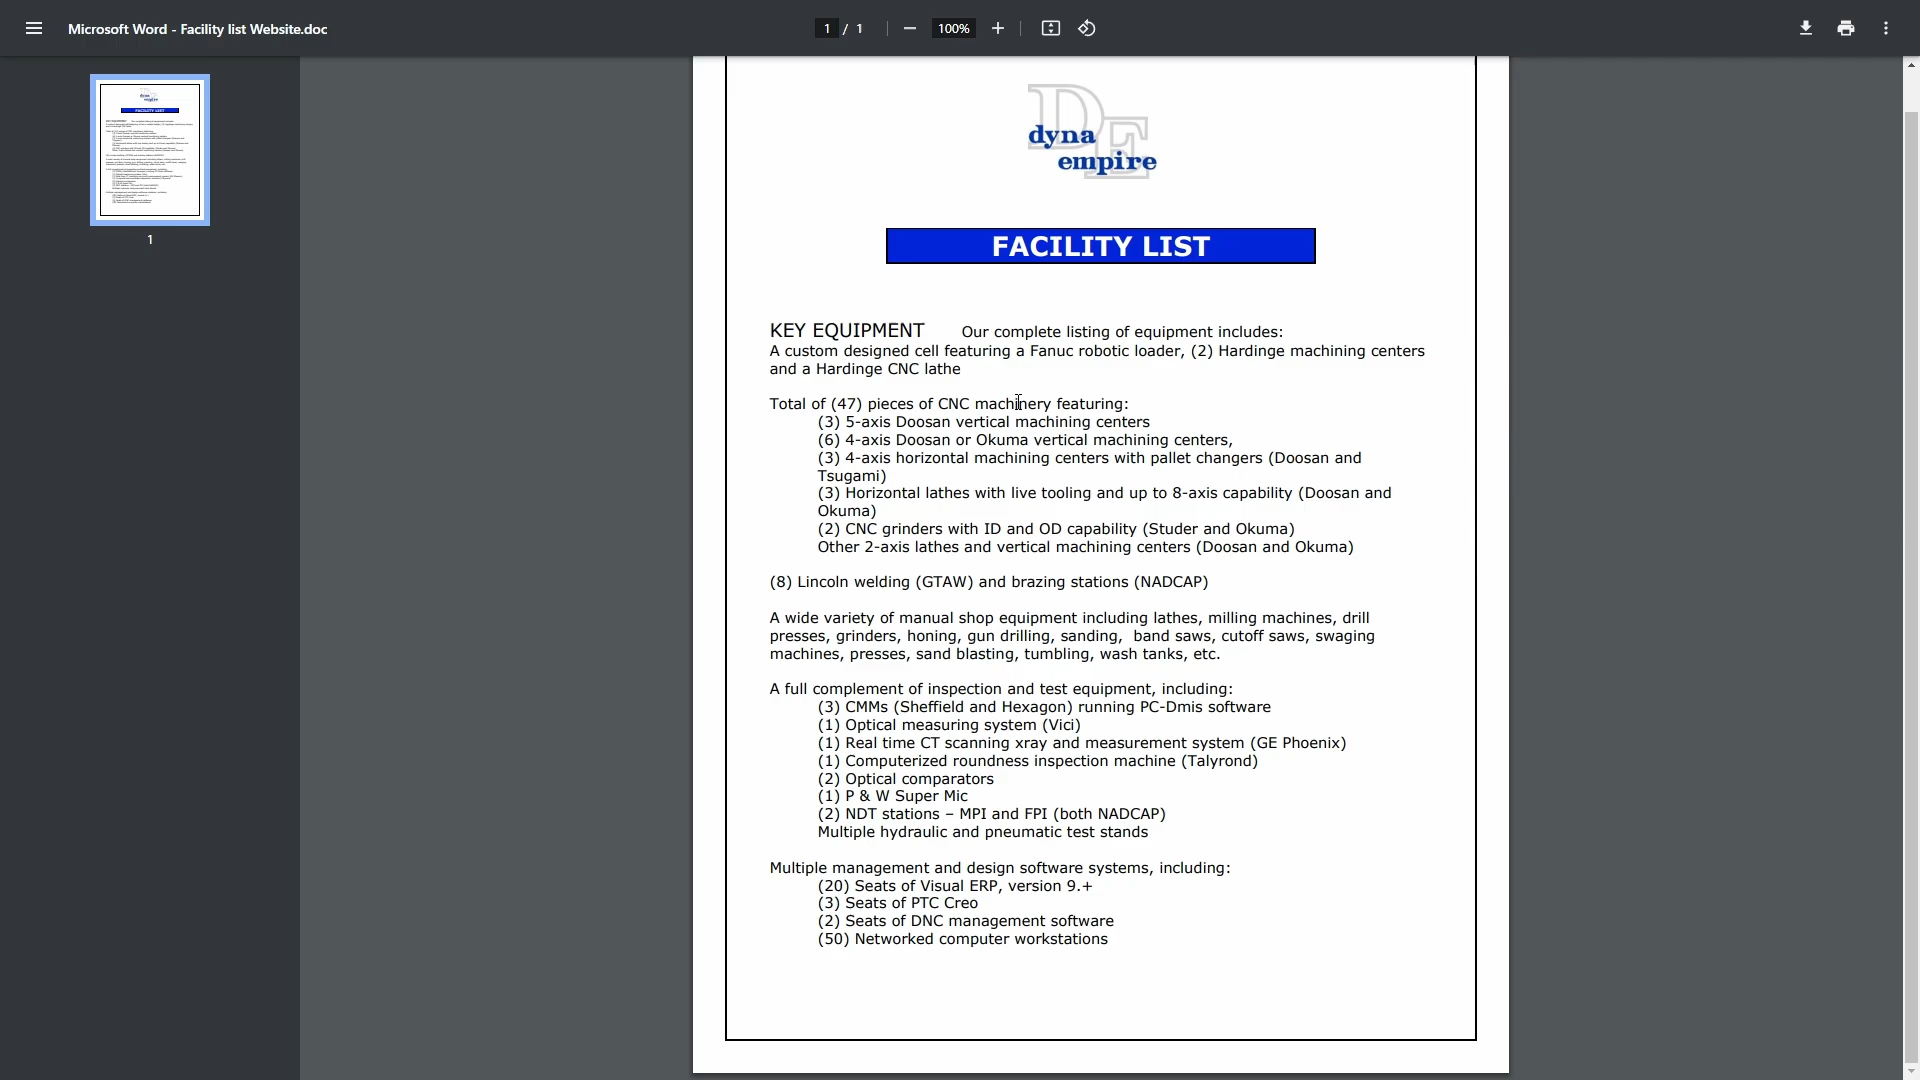 Microsoft Word - Facility list Website.doc
1 / 1
100%
1
DE
dyna
empire
FACILITY LIST
KEY EQUIPMENT Our complete listing of equipment includes:
A custom designed cell featuring a Fanuc robotic loader, (2) Hardinge machining centers
and a Hardinge CNC lathe
Total of (47) pieces of CNC machinery featuring:
(3) 5-axis Doosan vertical machining centers
(6) 4-axis Doosan or Okuma vertical machining centers,
(3) 4-axis horizontal machining centers with pallet changers (Doosan and
Tsugami)
(3) Horizontal lathes with live tooling and up to 8-axis capability (Doosan and
Okuma)
(2) CNC grinders with ID and OD capability (Studer and Okuma)
Other 2-axis lathes and vertical machining centers (Doosan and Okuma)
(8) Lincoln welding (GTAW) and brazing stations (NADCAP)
A wide variety of manual shop equipment including lathes, milling machines, drill
presses, grinders, honing, gun drilling, sanding, band saws, cutoff saws, swaging
machines, presses, sand blasting, tumbling, wash tanks, etc.
A full complement of inspection and test equipment, including:
(3) CMMs (Sheffield and Hexagon) running PC-Dmis software
(1) Optical measuring system (Vici)
(1) Real time CT scanning xray and measurement system (GE Phoenix)
(1) Computerized roundness inspection machine (Talyrond)
(2) Optical comparators
(1) P & W Super Mic
(2) NDT stations – MPI and FPI (both NADCAP)
Multiple hydraulic and pneumatic test stands
Multiple management and design software systems, including:
(20) Seats of Visual ERP, version 9.+
(3) Seats of PTC Creo
(2) Seats of DNC management software
(50) Networked computer workstations